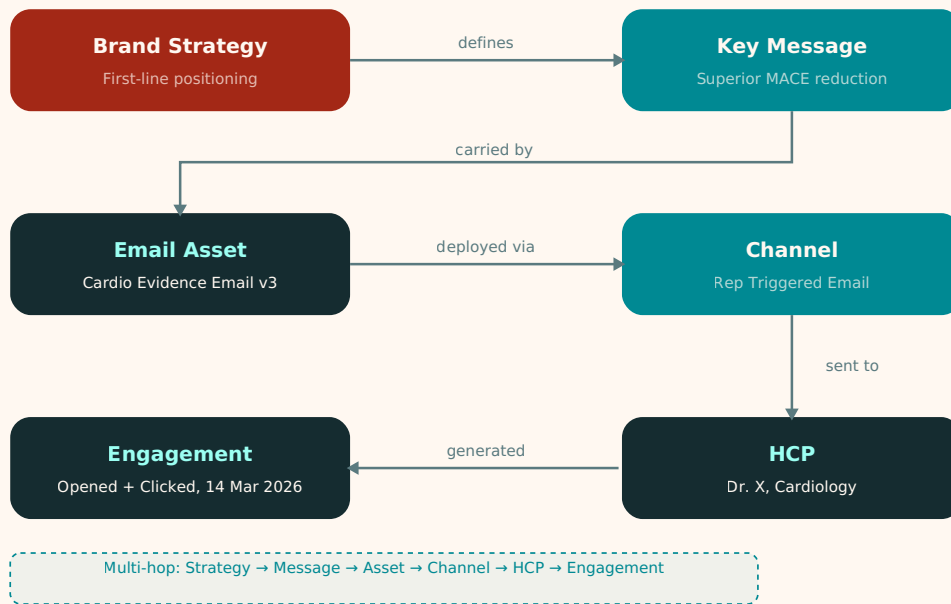 Brand Strategy
First-line positioning
defines
Key Message
Superior MACE reduction
carried by
Email Asset
Cardio Evidence Email v3
deployed via
Channel
Rep Triggered Email
sent to
Engagement
Opened + Clicked, 14 Mar 2026
generated
HCP
Dr. X, Cardiology
Multi-hop: Strategy → Message → Asset → Channel → HCP → Engagement